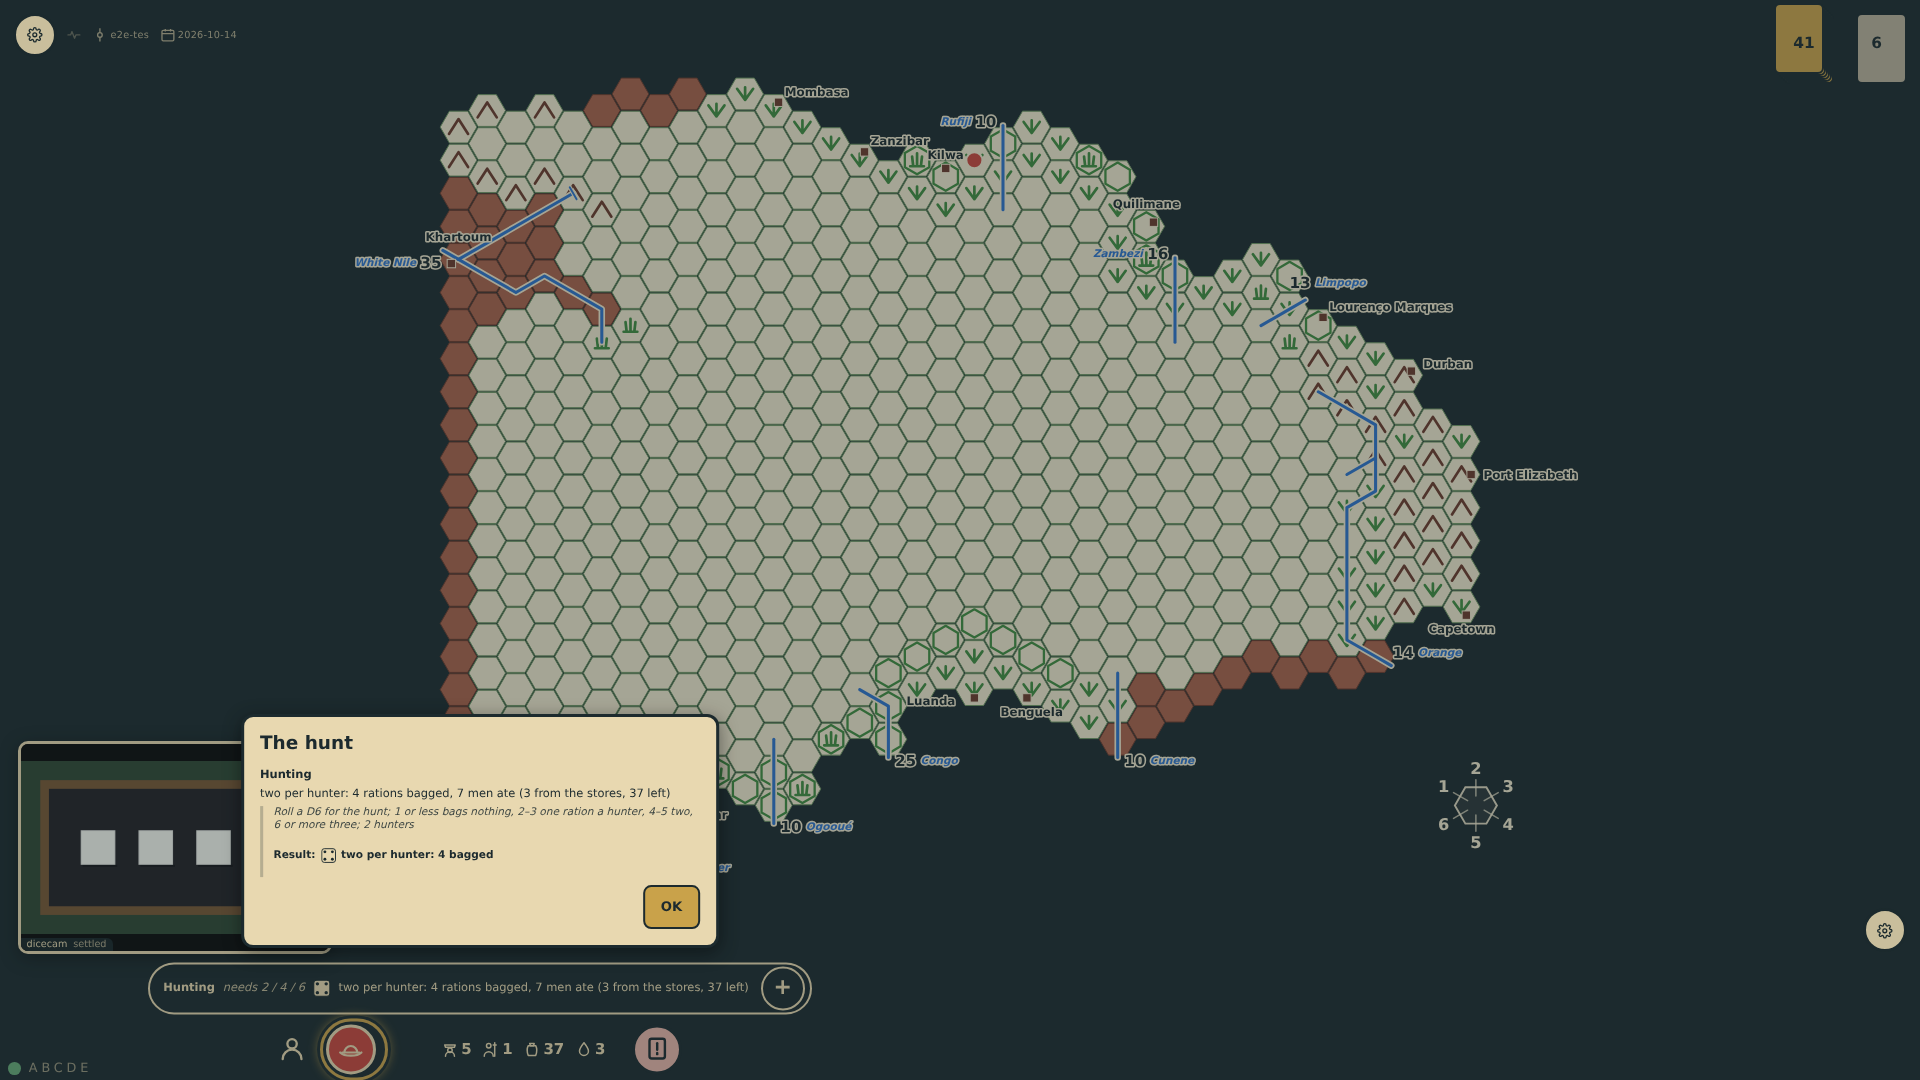 e2e-tes 2026-10-14
41
6
Mombasa
Rufiji 10
Zanzibar
Kilwa
Quilimane
Khartoum
White Nile 35
Zambezi 16
13 Limpopo
Lourenço Marques
Durban
Port Elizabeth
Capetown
14 Orange
Luanda
Benguela
25 Congo
10 Cunene
10 Ogooué
The hunt
Hunting
two per hunter: 4 rations bagged, 7 men ate (3 from the stores, 37 left)
Roll a D6 for the hunt; 1 or less bags nothing, 2–3 one ration a hunter, 4–5 two,
6 or more three; 2 hunters
Result: two per hunter: 4 bagged
OK
1 2 3
6 5 4
dicecam settled
Hunting needs 2 / 4 / 6 two per hunter: 4 rations bagged, 7 men ate (3 from the stores, 37 left) +
5 1 37 3
A B C D E